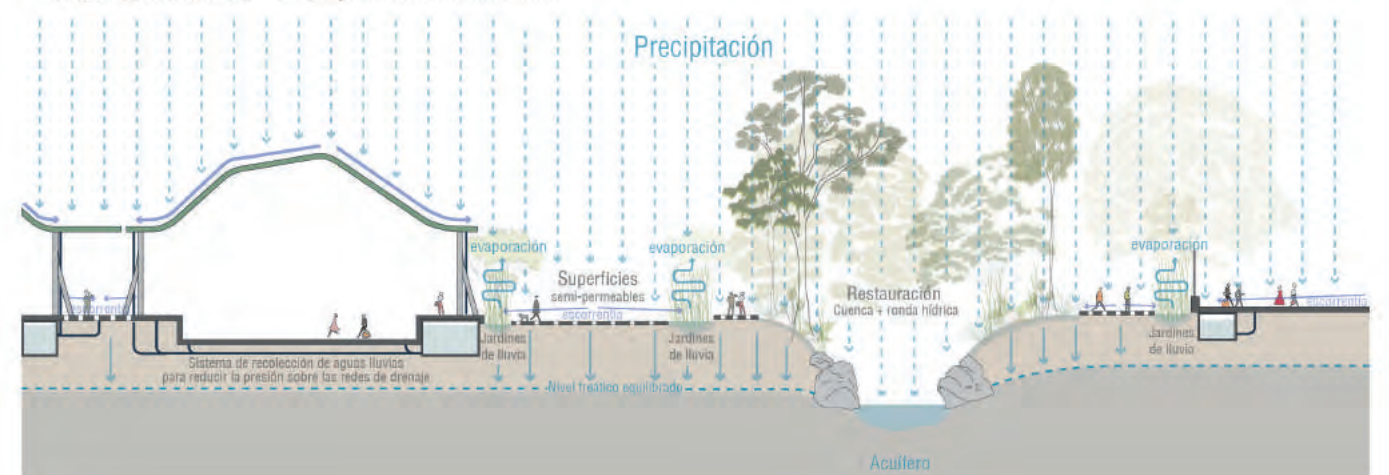 Precipitación
evaporación
evaporación
evaporación
Superficies
semi-permeables
Restauración
Cuenca + ronda hídrica
escorrentía
escorrentía
escorrentía
Jardines
de lluvia
Jardines
de lluvia
Jardines
de lluvia
Sistema de recolección de aguas lluvias
para reducir la presión sobre las redes de drenaje
Nivel freático equilibrado
Acuífero